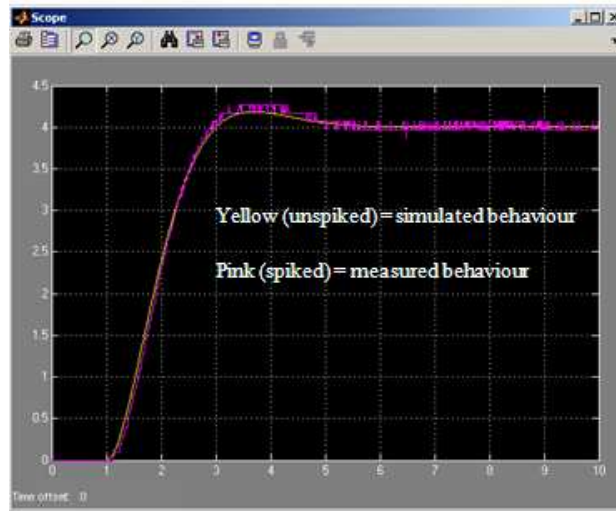 Scope
4.5
4
3.5
3
2.5
2
1.5
1
0.5
0
Yellow (unspiked)= simulated behaviour
Pink (spiked)= measured behaviour
0 1 2 3 4 5 6 7 8 9 10
Time offset: 0